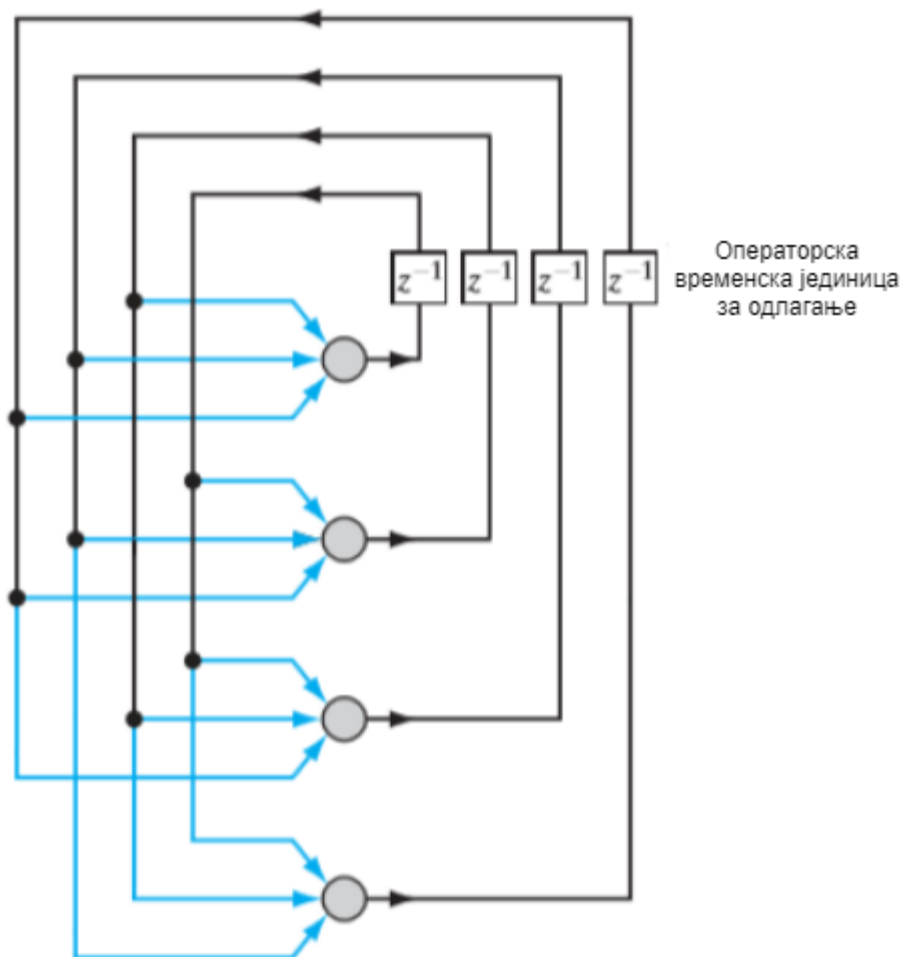 z⁻¹ z⁻¹ z⁻¹ z⁻¹
Операторска
временска јединица
за одлагање